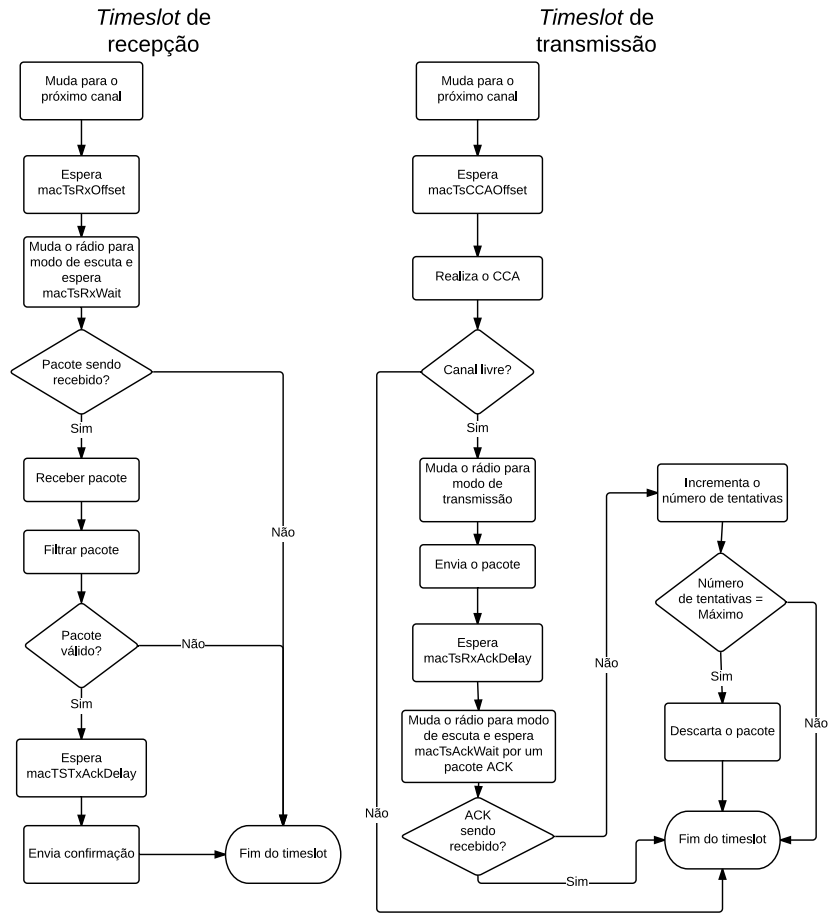 Timeslot de
recepção
Muda para o
próximo canal
Espera
macTsRxOffset
Muda o rádio para
modo de escuta e
espera
macTsRxWait
Pacote sendo
recebido?
Sim
Não
Receber pacote
Filtrar pacote
Pacote
válido?
Não
Sim
Espera
macTSTxAckDelay
Envia confirmação
Fim do timeslot
Timeslot de
transmissão
Muda para o
próximo canal
Espera
macTsCCAOffset
Realiza o CCA
Canal livre?
Sim
Não
Muda o rádio para
modo de
transmissão
Envia o pacote
Espera
macTsRxAckDelay
Muda o rádio para modo
de escuta e espera
macTsAckWait por um
pacote ACK
ACK
sendo
recebido?
Sim
Não
Incrementa o
número de tentativas
Número
de tentativas =
Máximo
Sim
Não
Descarta o pacote
Fim do timeslot